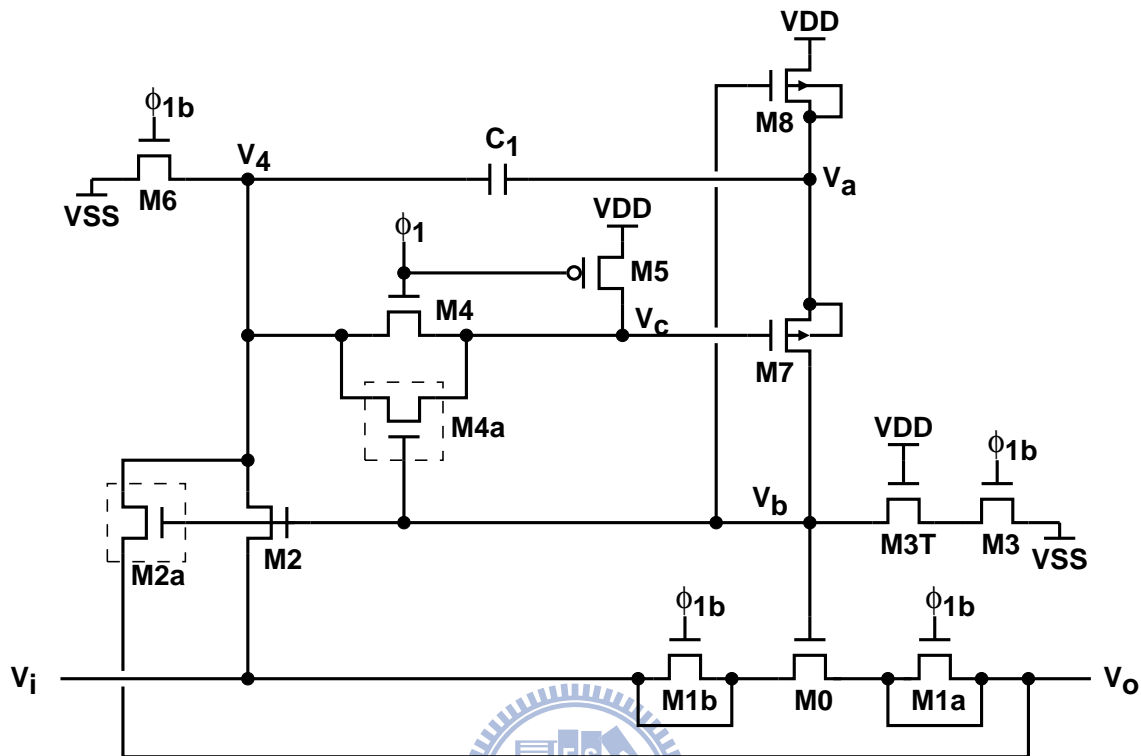 VDD
ϕ1b
M8
C1
V4
Va
M6
VSS
VDD
ϕ1
M5
M4
Vc
M7
M4a
VDD
ϕ1b
Vb
M3T
M3
VSS
M2
M2a
ϕ1b
ϕ1b
Vi
M1b
M0
M1a
Vo